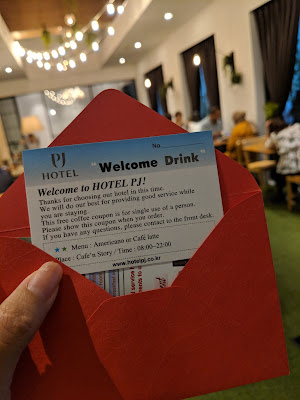 PJ
HOTEL
No.
"Welcome Drink"
Welcome to HOTEL PJ!
Thanks for choosing our hotel in this time.
We will do our best for providing good service while
you are staying.
This free coffee coupon is for single use of a person.
Please show this coupon when you order.
If you have any questions, please contact to the front desk.
★★ Menu : Americano or Café latte
Place : Cafe'n Story / Time : 08:00~22:00
www.hotelpj.co.kr